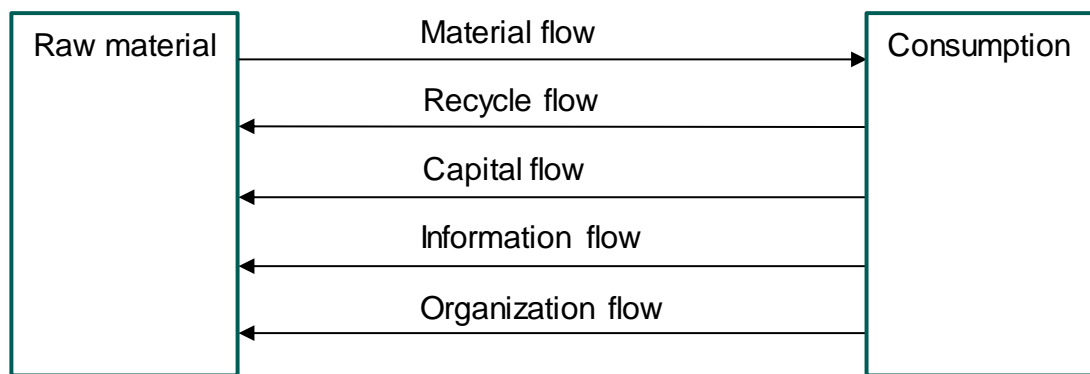 Raw material
Material flow
Consumption
Recycle flow
Capital flow
Information flow
Organization flow